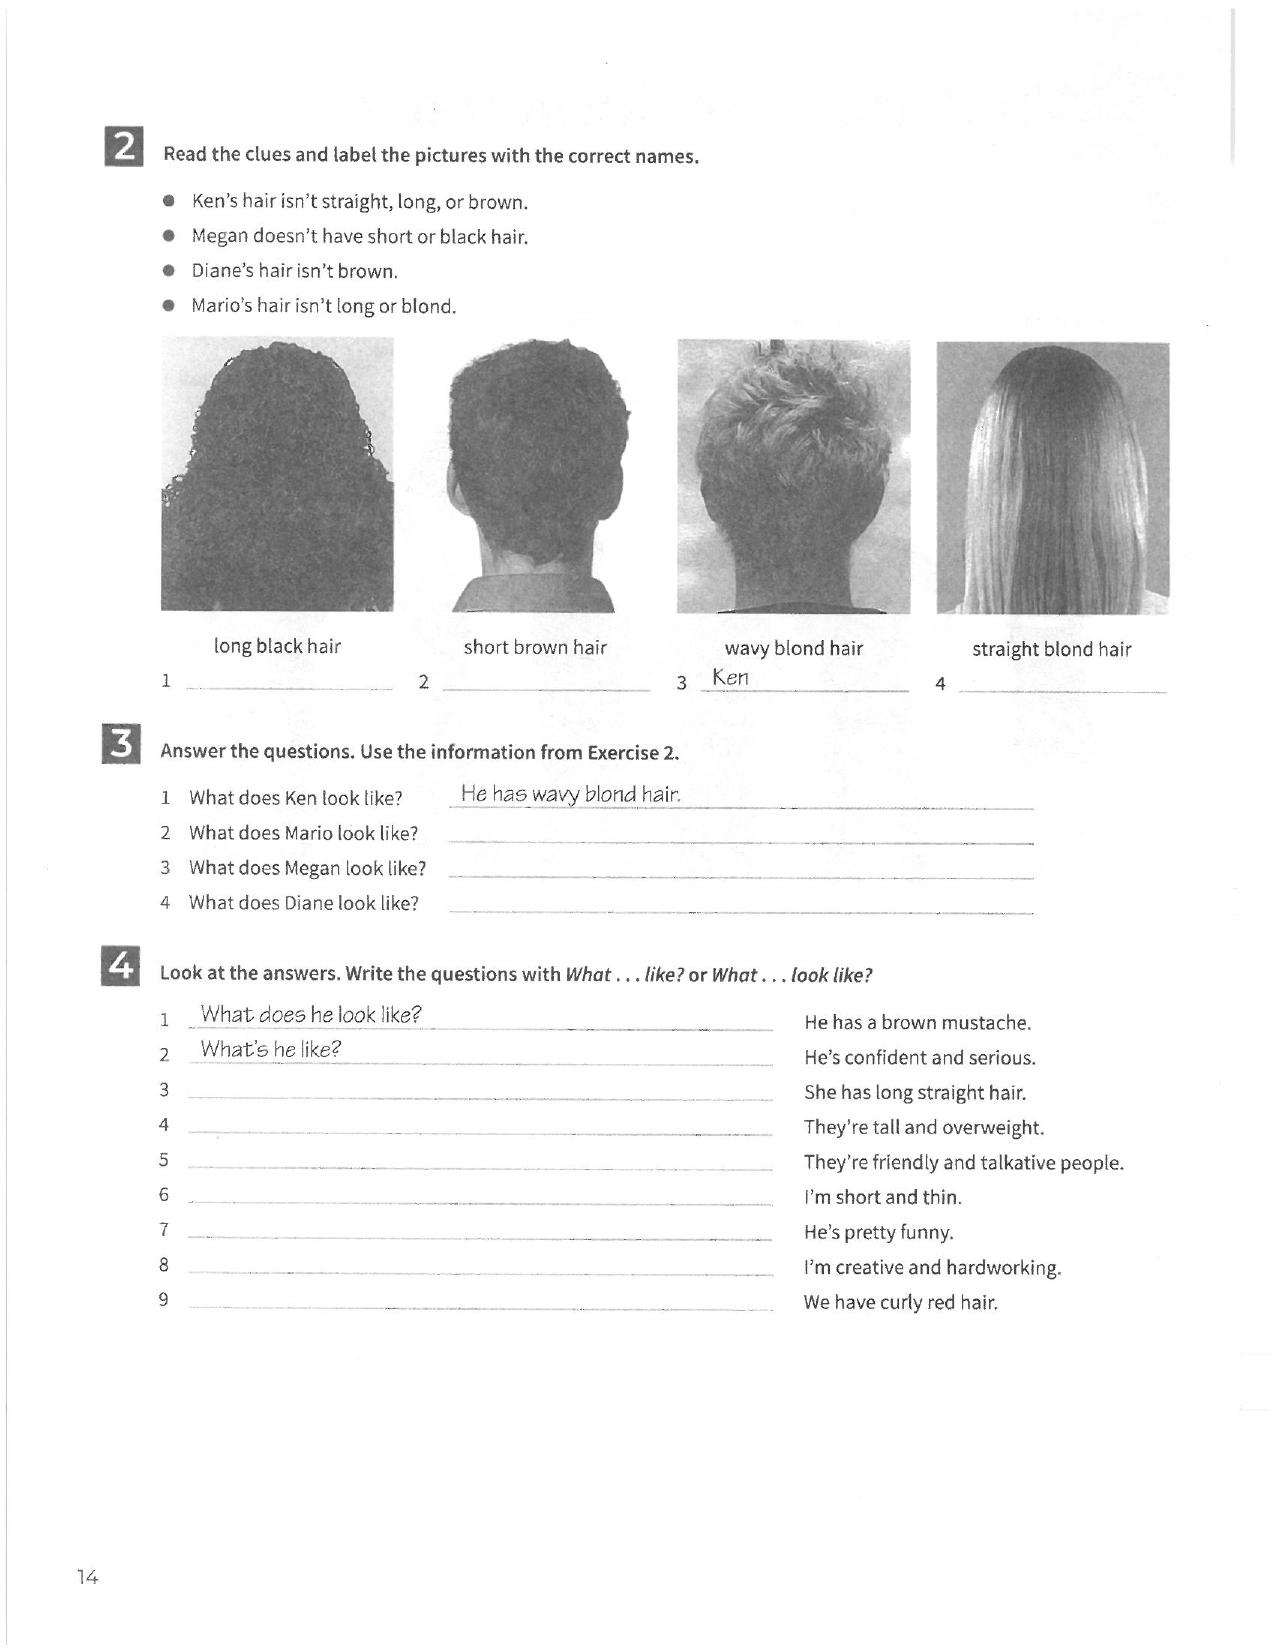 2 Read the clues and label the pictures with the correct names.
● Ken's hair isn't straight, long, or brown.
● Megan doesn't have short or black hair.
● Diane's hair isn't brown.
● Mario's hair isn't long or blond.
long black hair short brown hair wavy blond hair straight blond hair
1 2 3 Ken 4
3 Answer the questions. Use the information from Exercise 2.
1 What does Ken look like? He has wavy blond hair.
2 What does Mario look like?
3 What does Megan look like?
4 What does Diane look like?
4 Look at the answers. Write the questions with What . . . like? or What . . . look like?
1 What does he look like? He has a brown mustache.
2 What's he like? He's confident and serious.
3 She has long straight hair.
4 They're tall and overweight.
5 They're friendly and talkative people.
6 I'm short and thin.
7 He's pretty funny.
8 I'm creative and hardworking.
9 We have curly red hair.
14